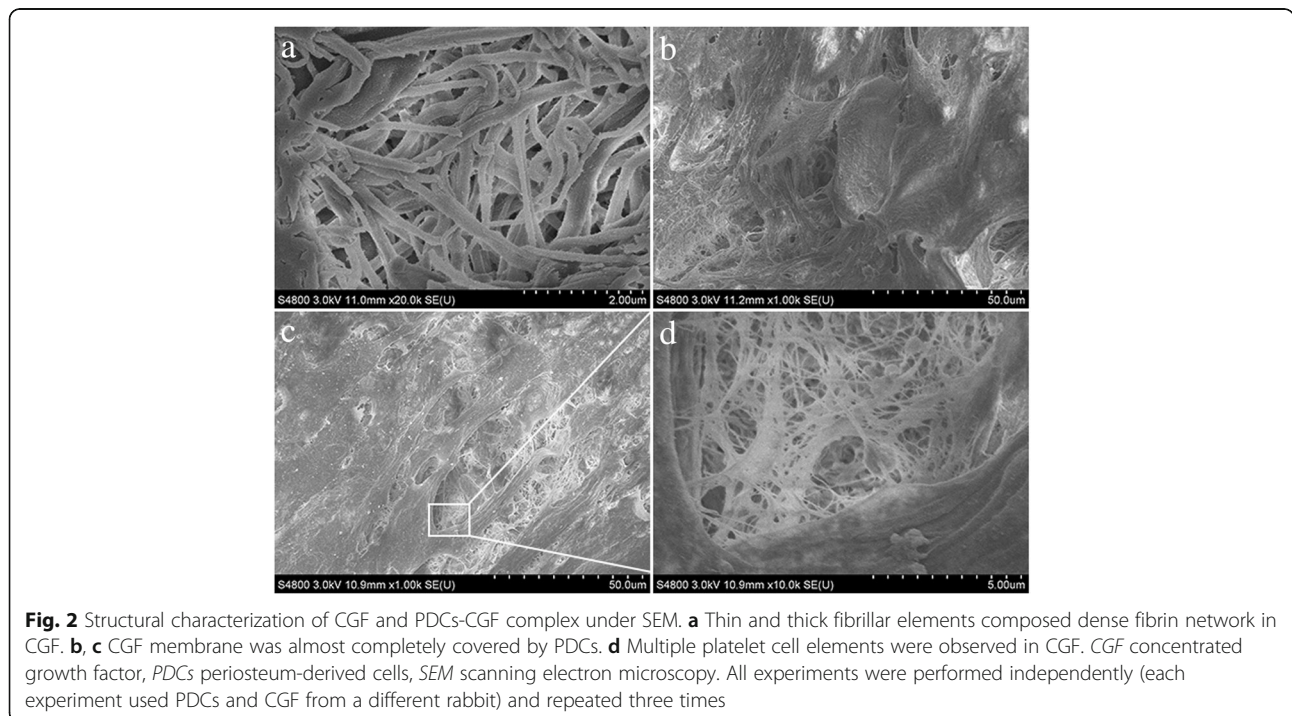 a
b
S4800 3.0kV 11.0mm x20.0k SE(U)
2.00um
S4800 3.0kV 11.2mm x1.00k SE(U)
50.0um
c
d
S4800 3.0kV 10.9mm x1.00k SE(U)
50.0um
S4800 3.0kV 10.9mm x10.0k SE(U)
5.00um
Fig. 2 Structural characterization of CGF and PDCs-CGF complex under SEM. a Thin and thick fibrillar elements composed dense fibrin network in
CGF. b, c CGF membrane was almost completely covered by PDCs. d Multiple platelet cell elements were observed in CGF. CGF concentrated
growth factor, PDCs periosteum-derived cells, SEM scanning electron microscopy. All experiments were performed independently (each
experiment used PDCs and CGF from a different rabbit) and repeated three times